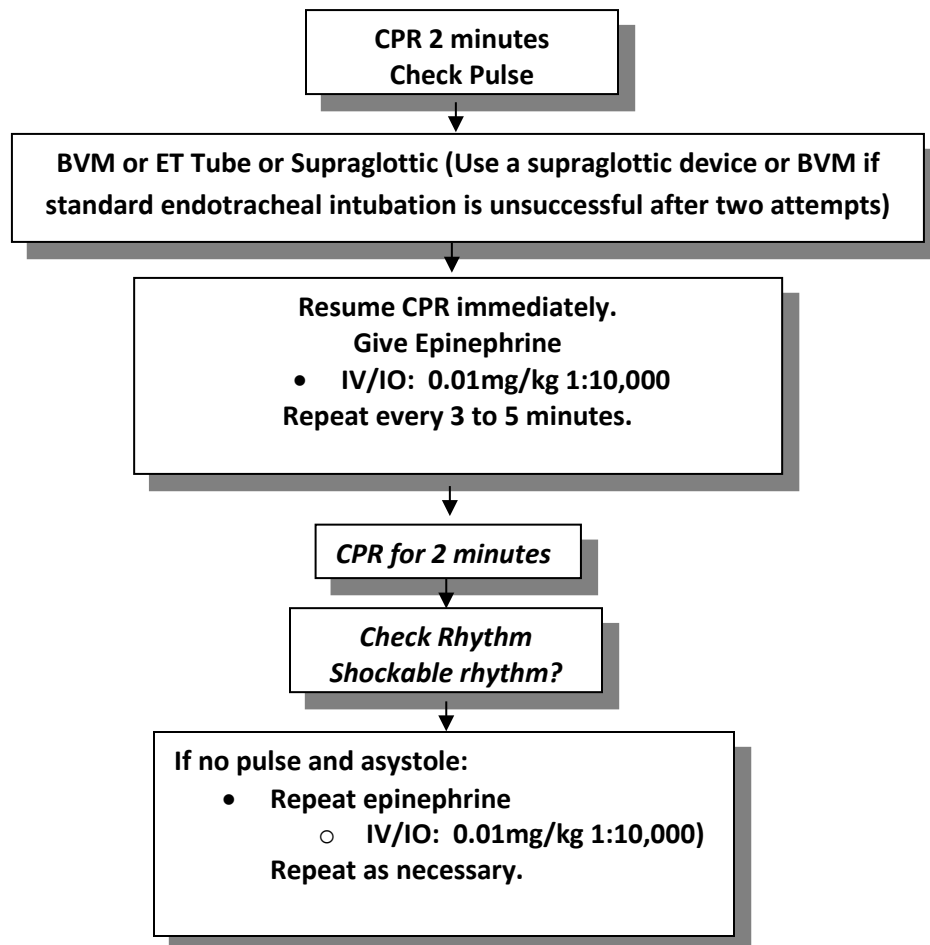 CPR 2 minutes
Check Pulse
BVM or ET Tube or Supraglottic (Use a supraglottic device or BVM if
standard endotracheal intubation is unsuccessful after two attempts)
Resume CPR immediately.
Give Epinephrine
• IV/IO: 0.01mg/kg 1:10,000
Repeat every 3 to 5 minutes.
CPR for 2 minutes
Check Rhythm
Shockable rhythm?
If no pulse and asystole:
• Repeat epinephrine
○ IV/IO: 0.01mg/kg 1:10,000)
Repeat as necessary.